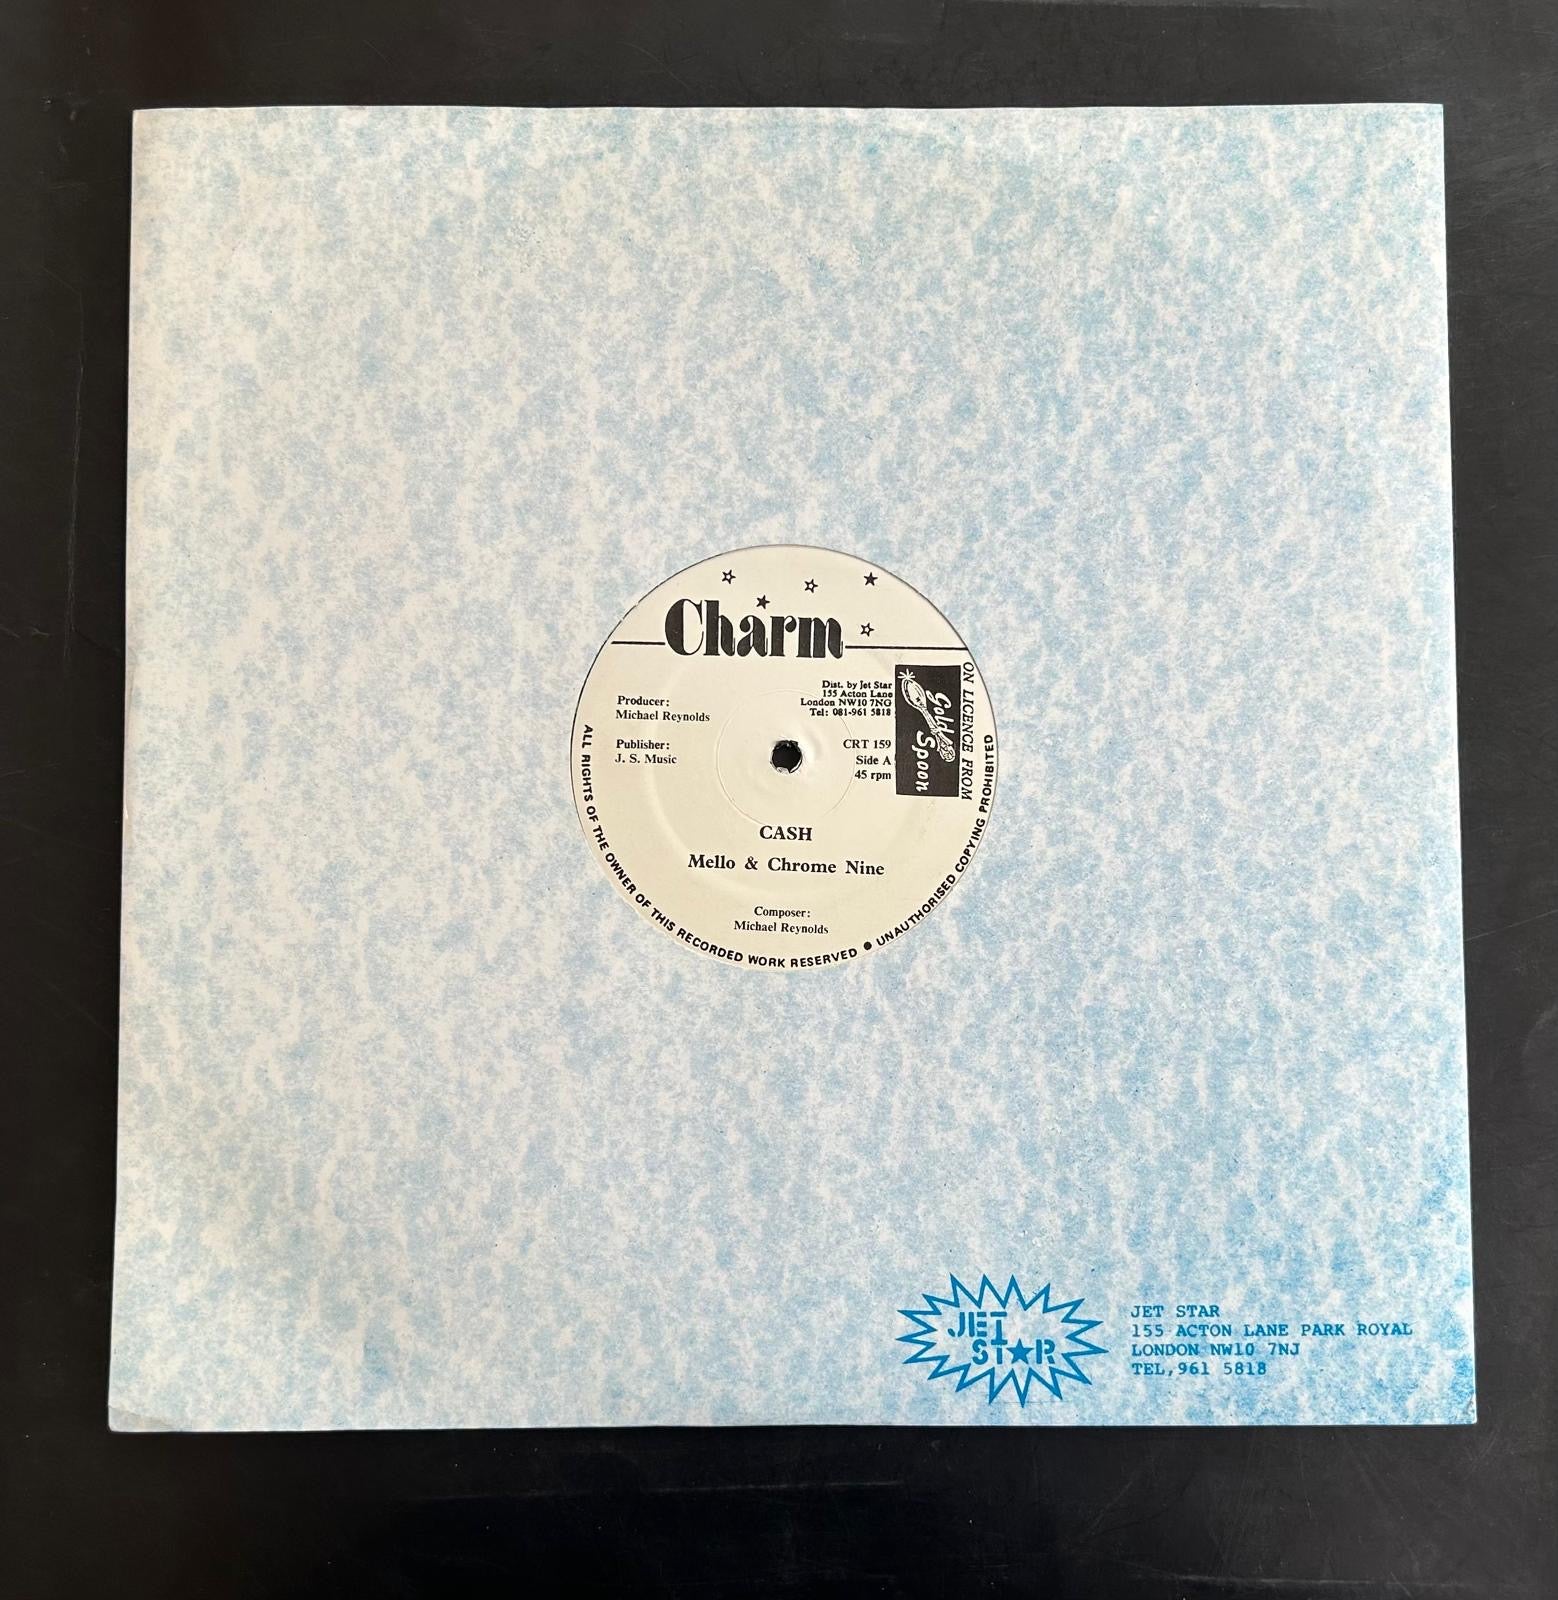 Charm
Dist. by Jet Star
155 Acton Lane
London NW10 7NG
Tel: 081-961 5818
Producer:
Michael Reynolds
Publisher:
J. S. Music
CRT 159
Side A
45 rpm
Gold
Spoon
ON LICENCE FROM
CASH
Mello & Chrome Nine
Composer:
Michael Reynolds
ALL RIGHTS OF THE OWNER OF THIS RECORDED WORK RESERVED ● UNAUTHORISED COPYING PROHIBITED
JET
STAR
JET STAR
155 ACTON LANE PARK ROYAL
LONDON NW10 7NJ
TEL,961 5818